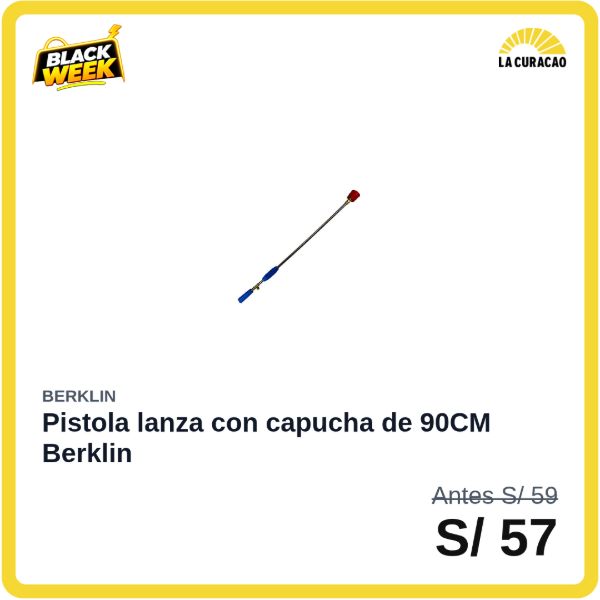 BLACK
WEEK
LA CURACAO
BERKLIN
Pistola lanza con capucha de 90CM
Berklin
Antes S/ 59
S/ 57